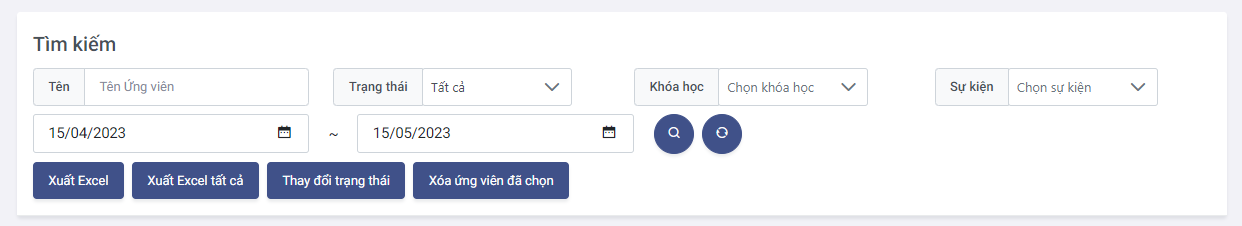 Tìm kiếm
Tên Tên Ứng viên Trạng thái Tất cả Khóa học Chọn khóa học Sự kiện Chọn sự kiện
15/04/2023 ~ 15/05/2023
Xuất Excel Xuất Excel tất cả Thay đổi trạng thái Xóa ứng viên đã chọn